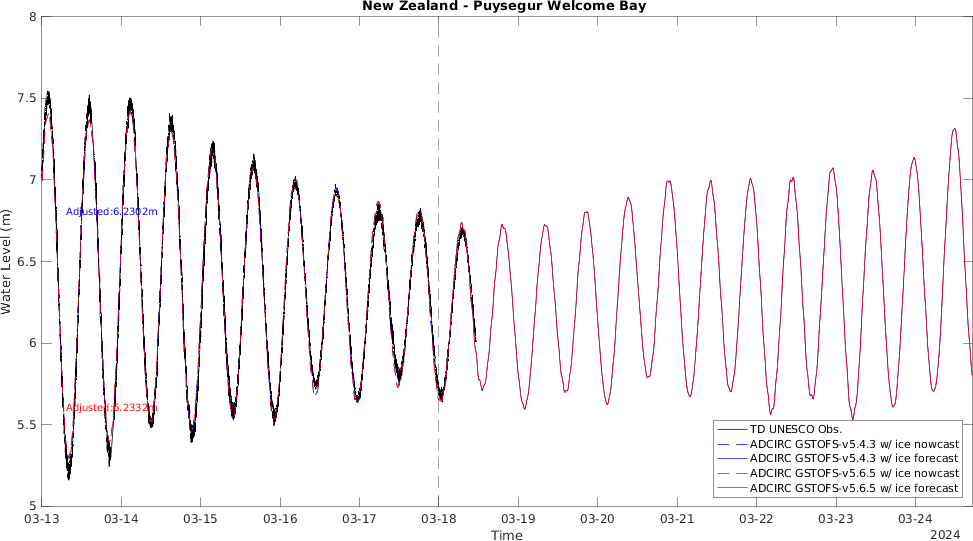 New Zealand - Puysegur Welcome Bay
8
7.5
7
6.5
6
5.5
5
Water Level (m)
Adjusted:6.2302m
Adjusted:6.2332m
TD UNESCO Obs.
ADCIRC GSTOFS-v5.4.3 w/ ice nowcast
ADCIRC GSTOFS-v5.4.3 w/ ice forecast
ADCIRC GSTOFS-v5.6.5 w/ ice nowcast
ADCIRC GSTOFS-v5.6.5 w/ ice forecast
03-13 03-14 03-15 03-16 03-17 03-18 03-19 03-20 03-21 03-22 03-23 03-24
Time
2024